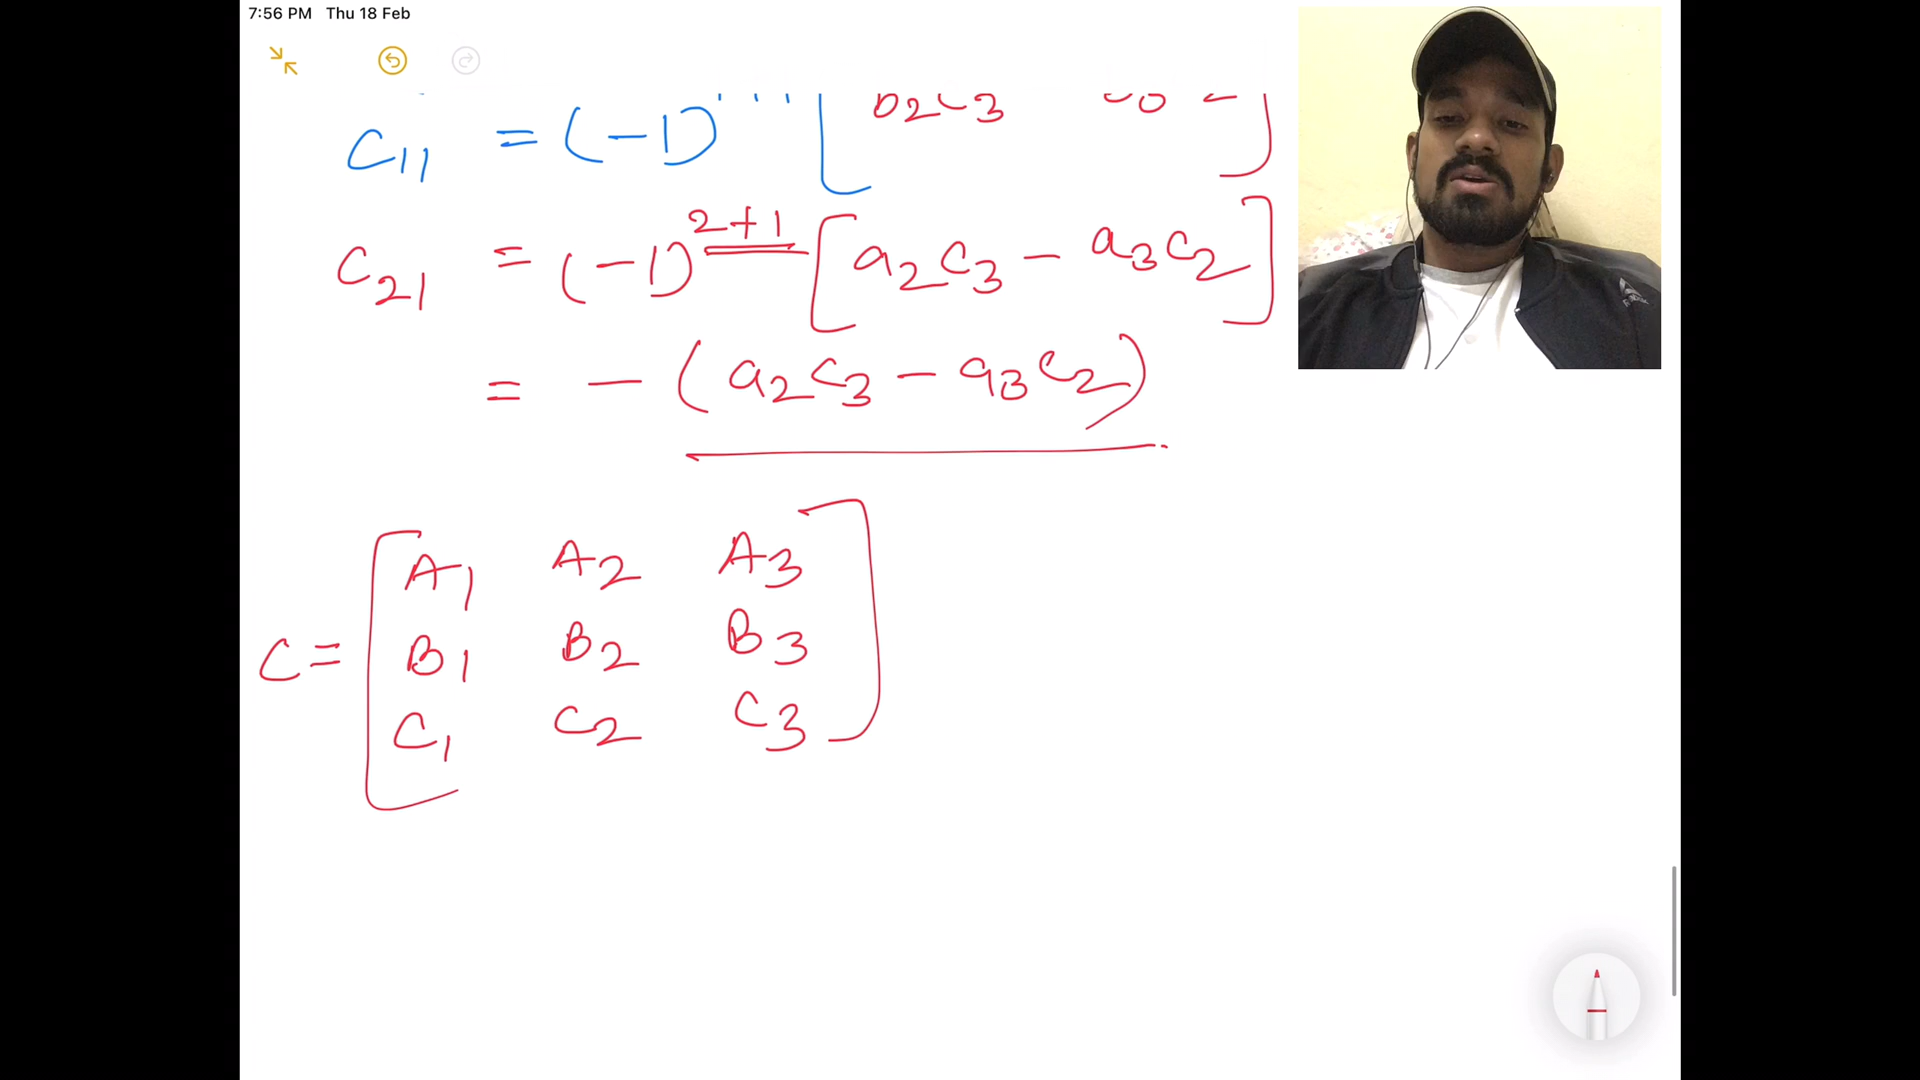 7:56 PM Thu 18 Feb
C11 = (-1) [ b2c3 ]
C21 = (-1)^2+1 [a2c3 - a3c2]
= - (a2c3 - a3c2)
C = [A1 A2 A3
B1 B2 B3
C1 C2 C3]